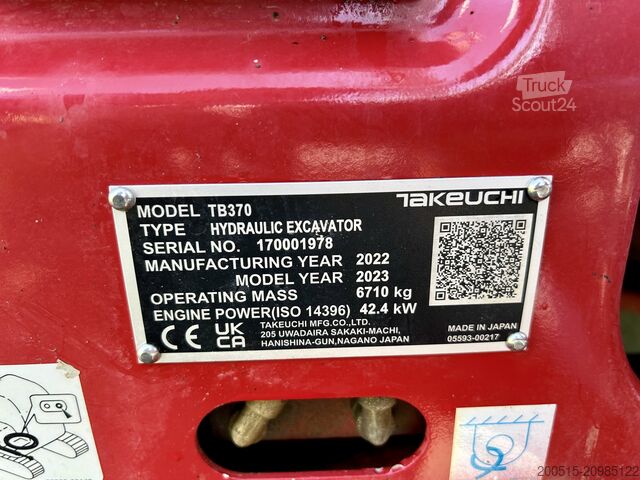 Truck
Scout24
TAKEUCHI
MODEL TB370
TYPE HYDRAULIC EXCAVATOR
SERIAL NO. 170001978
MANUFACTURING YEAR 2022
MODEL YEAR 2023
OPERATING MASS 6710 kg
ENGINE POWER(ISO 14396) 42.4 kW
CE UK CA
TAKEUCHI MFG.CO.,LTD.
205 UWADAIRA SAKAKI-MACHI,
HANISHINA-GUN,NAGANO JAPAN
MADE IN JAPAN
05593-00217
200515-20985122